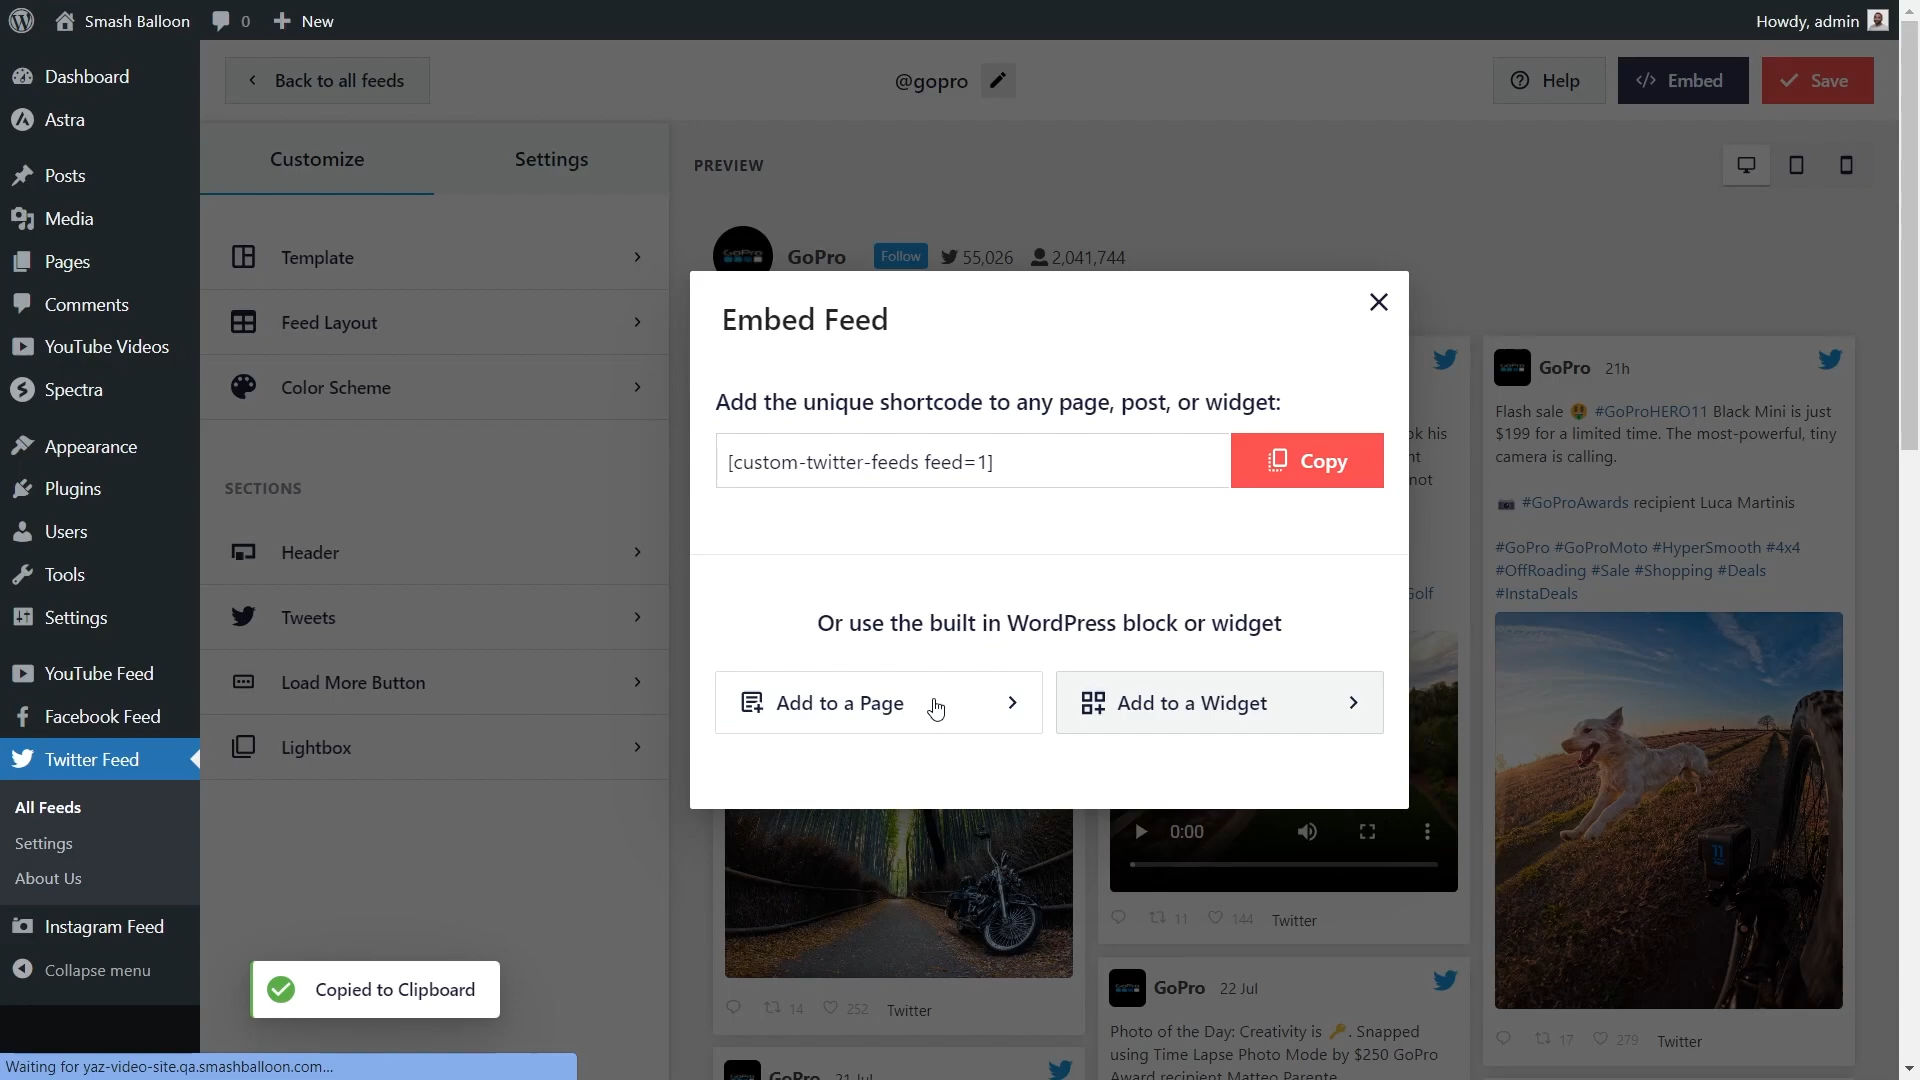 Smash Balloon
0
New
Howdy, admin
Dashboard
Astra
Posts
Media
Pages
Comments
YouTube Videos
Spectra
Appearance
Plugins
Users
Tools
Settings
YouTube Feed
Facebook Feed
Twitter Feed
All Feeds
Settings
About Us
Instagram Feed
Collapse menu
Back to all feeds
@gopro
Help
</> Embed
Save
Customize
Settings
Template
Feed Layout
Color Scheme
SECTIONS
Header
Tweets
Load More Button
Lightbox
PREVIEW
GoPro
Follow
55,026
2,041,744
Embed Feed
Add the unique shortcode to any page, post, or widget:
[custom-twitter-feeds feed=1]
Copy
Or use the built in WordPress block or widget
Add to a Page
Add to a Widget
14
252
Twitter
GoPro 21 Jul
0:00
11
144
Twitter
GoPro 22 Jul
Photo of the Day: Creativity is 🔑. Snapped
using Time Lapse Photo Mode by $250 GoPro
Award recipient Matteo Parente
GoPro 21h
Flash sale 🤑 #GoProHERO11 Black Mini is just
$199 for a limited time. The most-powerful, tiny
camera is calling.
📷 #GoProAwards recipient Luca Martinis
#GoPro #GoProMoto #HyperSmooth #4x4
#OffRoading #Sale #Shopping #Deals
#InstaDeals
17
279
Twitter
Copied to Clipboard
Waiting for yaz-video-site.qa.smashballoon.com...